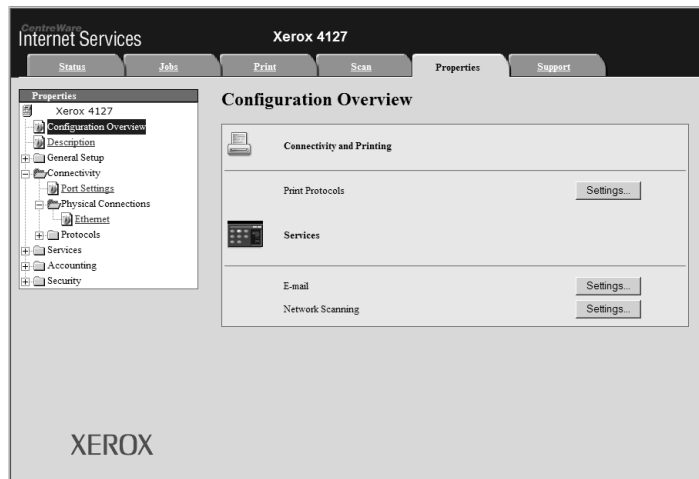 CentreWare
Internet Services
Xerox 4127
Status
Jobs
Print
Scan
Properties
Support
Properties
Xerox 4127
Configuration Overview
Description
General Setup
Connectivity
Port Settings
Physical Connections
Ethernet
Protocols
Services
Accounting
Security
Configuration Overview
Connectivity and Printing
Print Protocols Settings...
Services
E-mail Settings...
Network Scanning Settings...
XEROX